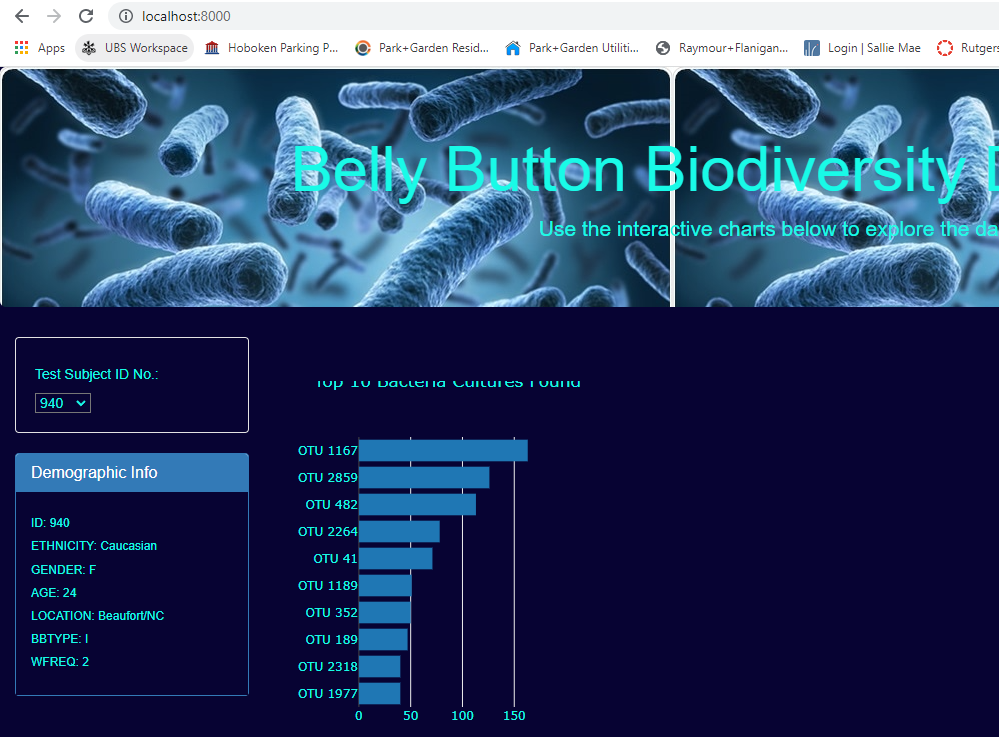 localhost:8000
Apps UBS Workspace Hoboken Parking P... Park+Garden Resid... Park+Garden Utiliti... Raymour+Flanigan... Login | Sallie Mae Rutgers
Belly Button Biodiversity D
Use the interactive charts below to explore the da
Test Subject ID No.:
940
Demographic Info
ID: 940
ETHNICITY: Caucasian
GENDER: F
AGE: 24
LOCATION: Beaufort/NC
BBTYPE: I
WFREQ: 2
Top 10 Bacteria Cultures Found
OTU 1167
OTU 2859
OTU 482
OTU 2264
OTU 41
OTU 1189
OTU 352
OTU 189
OTU 2318
OTU 1977
0 50 100 150